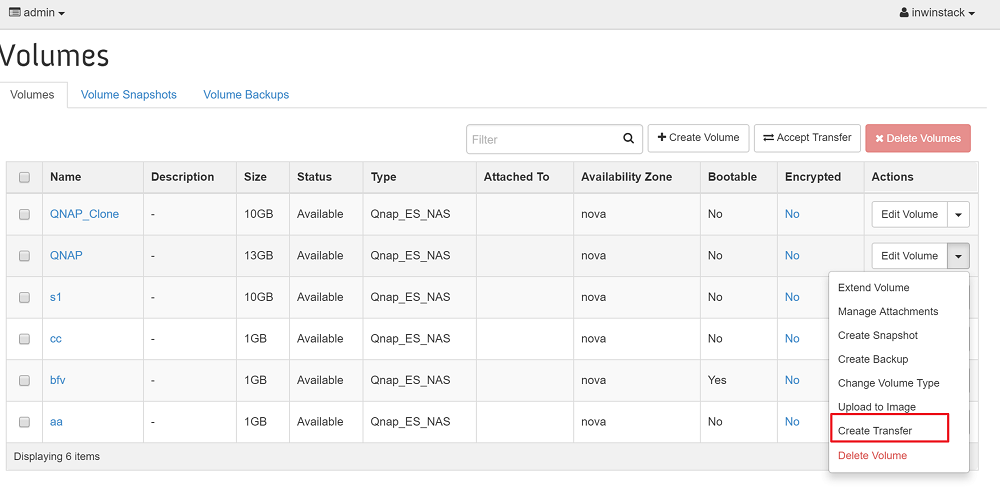 admin
inwinstack
Volumes
Volumes Volume Snapshots Volume Backups
Filter Create Volume Accept Transfer Delete Volumes
Name Description Size Status Type Attached To Availability Zone Bootable Encrypted Actions
QNAP_Clone - 10GB Available Qnap_ES_NAS nova No No Edit Volume
QNAP - 13GB Available Qnap_ES_NAS nova No No Edit Volume
s1 - 10GB Available Qnap_ES_NAS nova No No
cc - 1GB Available Qnap_ES_NAS nova No No
bfv - 1GB Available Qnap_ES_NAS nova Yes No
aa - 1GB Available Qnap_ES_NAS nova No No
Displaying 6 items
Extend Volume
Manage Attachments
Create Snapshot
Create Backup
Change Volume Type
Upload to Image
Create Transfer
Delete Volume